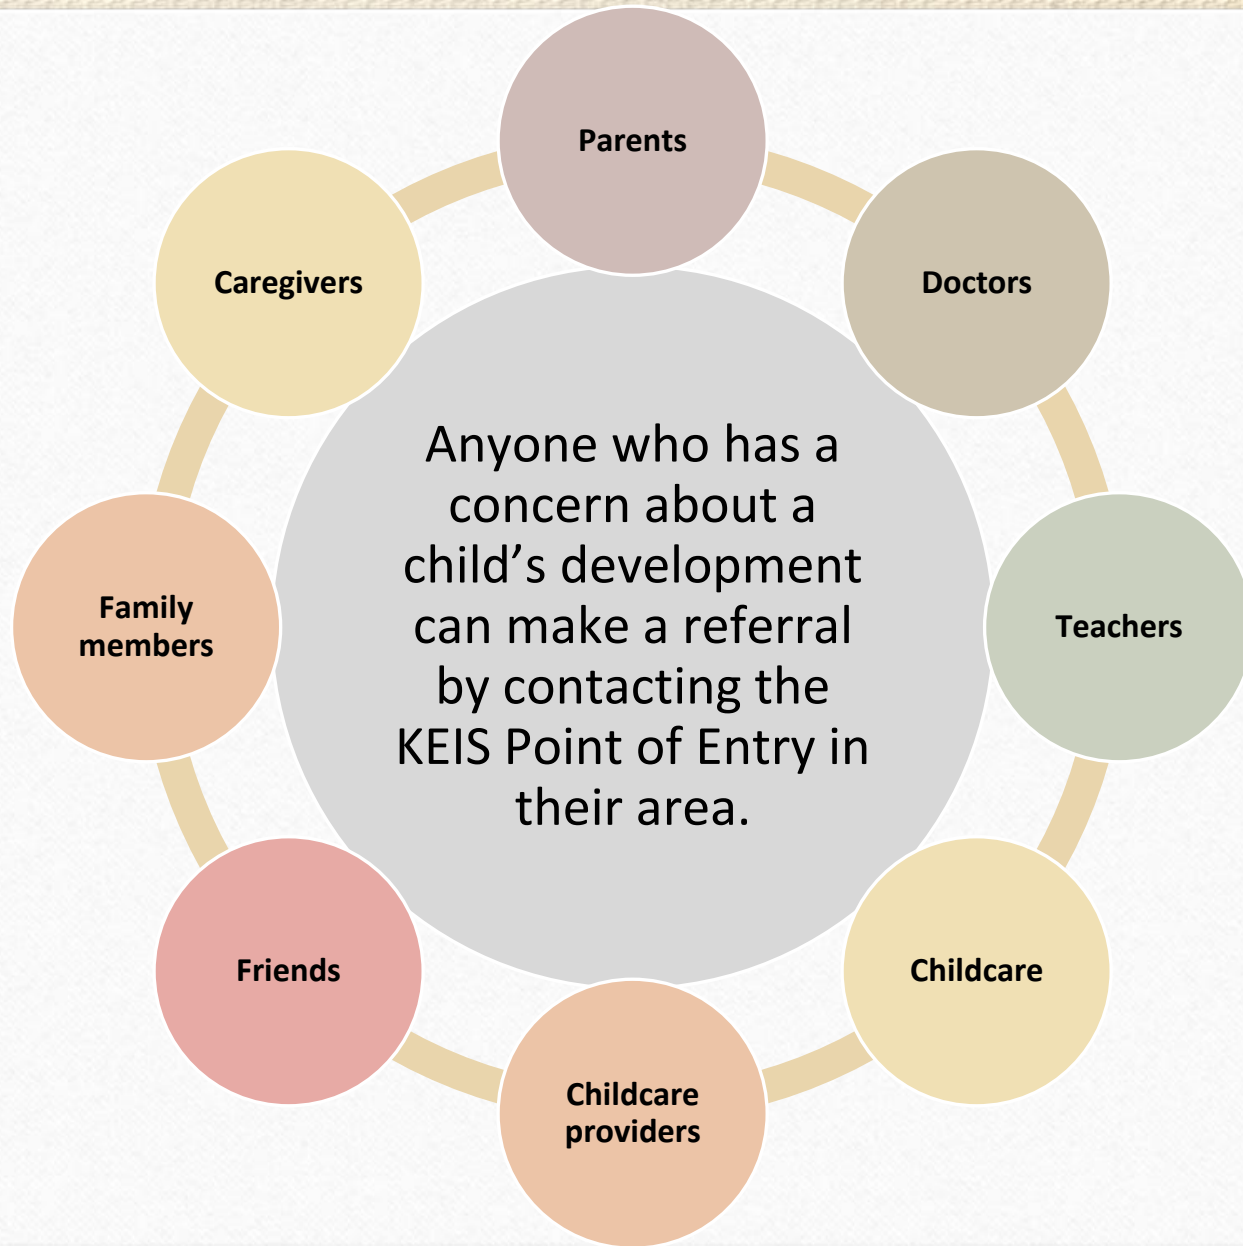 Parents
Doctors
Teachers
Childcare
Childcare
providers
Friends
Family
members
Caregivers
Anyone who has a
concern about a
child’s development
can make a referral
by contacting the
KEIS Point of Entry in
their area.